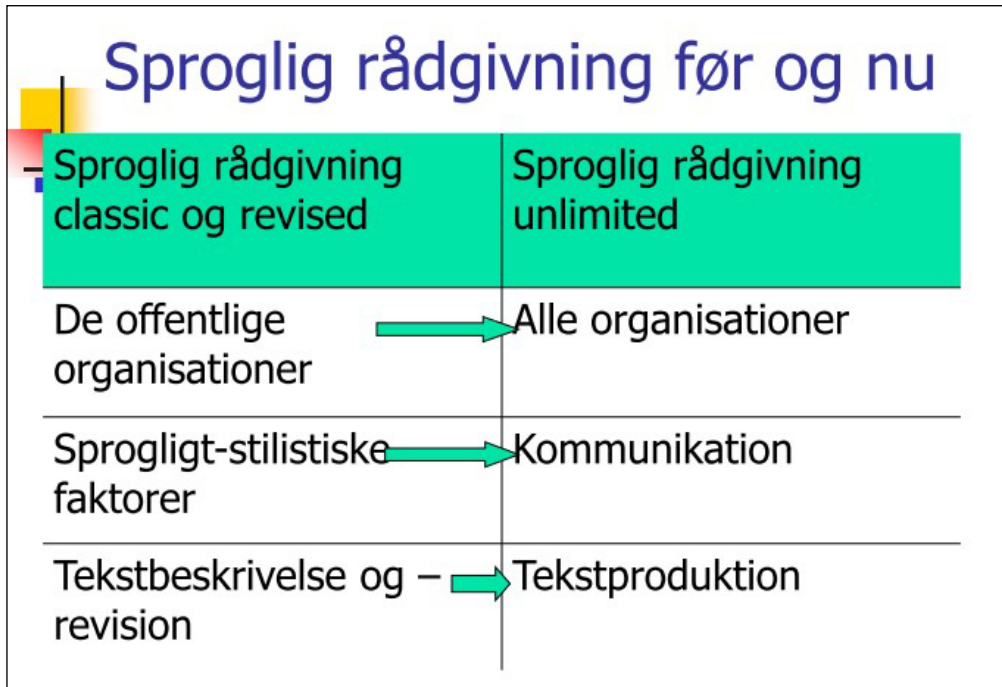 Sproglig rådgivning før og nu
Sproglig rådgivning
classic og revised
Sproglig rådgivning
unlimited
De offentlige
organisationer
Alle organisationer
Sprogligt-stilistiske
faktorer
Kommunikation
Tekstbeskrivelse og –
revision
Tekstproduktion